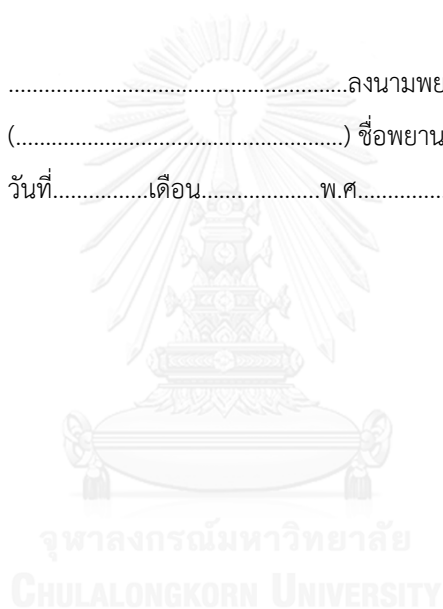 ......................................................ลงนามพย
(....................................................) ชื่อพยาน
วันที่................เดือน....................พ.ศ...............
จุฬาลงกรณ์มหาวิทยาลัย
CHULALONGKORN UNIVERSITY